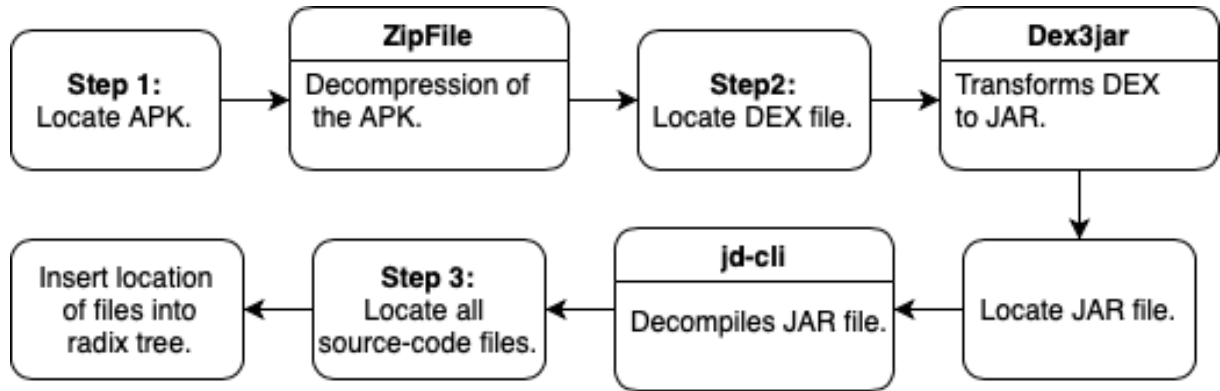 Step 1:
Locate APK.
ZipFile
Decompression of
the APK.
Step2:
Locate DEX file.
Dex3jar
Transforms DEX
to JAR.
Locate JAR file.
jd-cli
Decompiles JAR file.
Step 3:
Locate all
source-code files.
Insert location
of files into
radix tree.